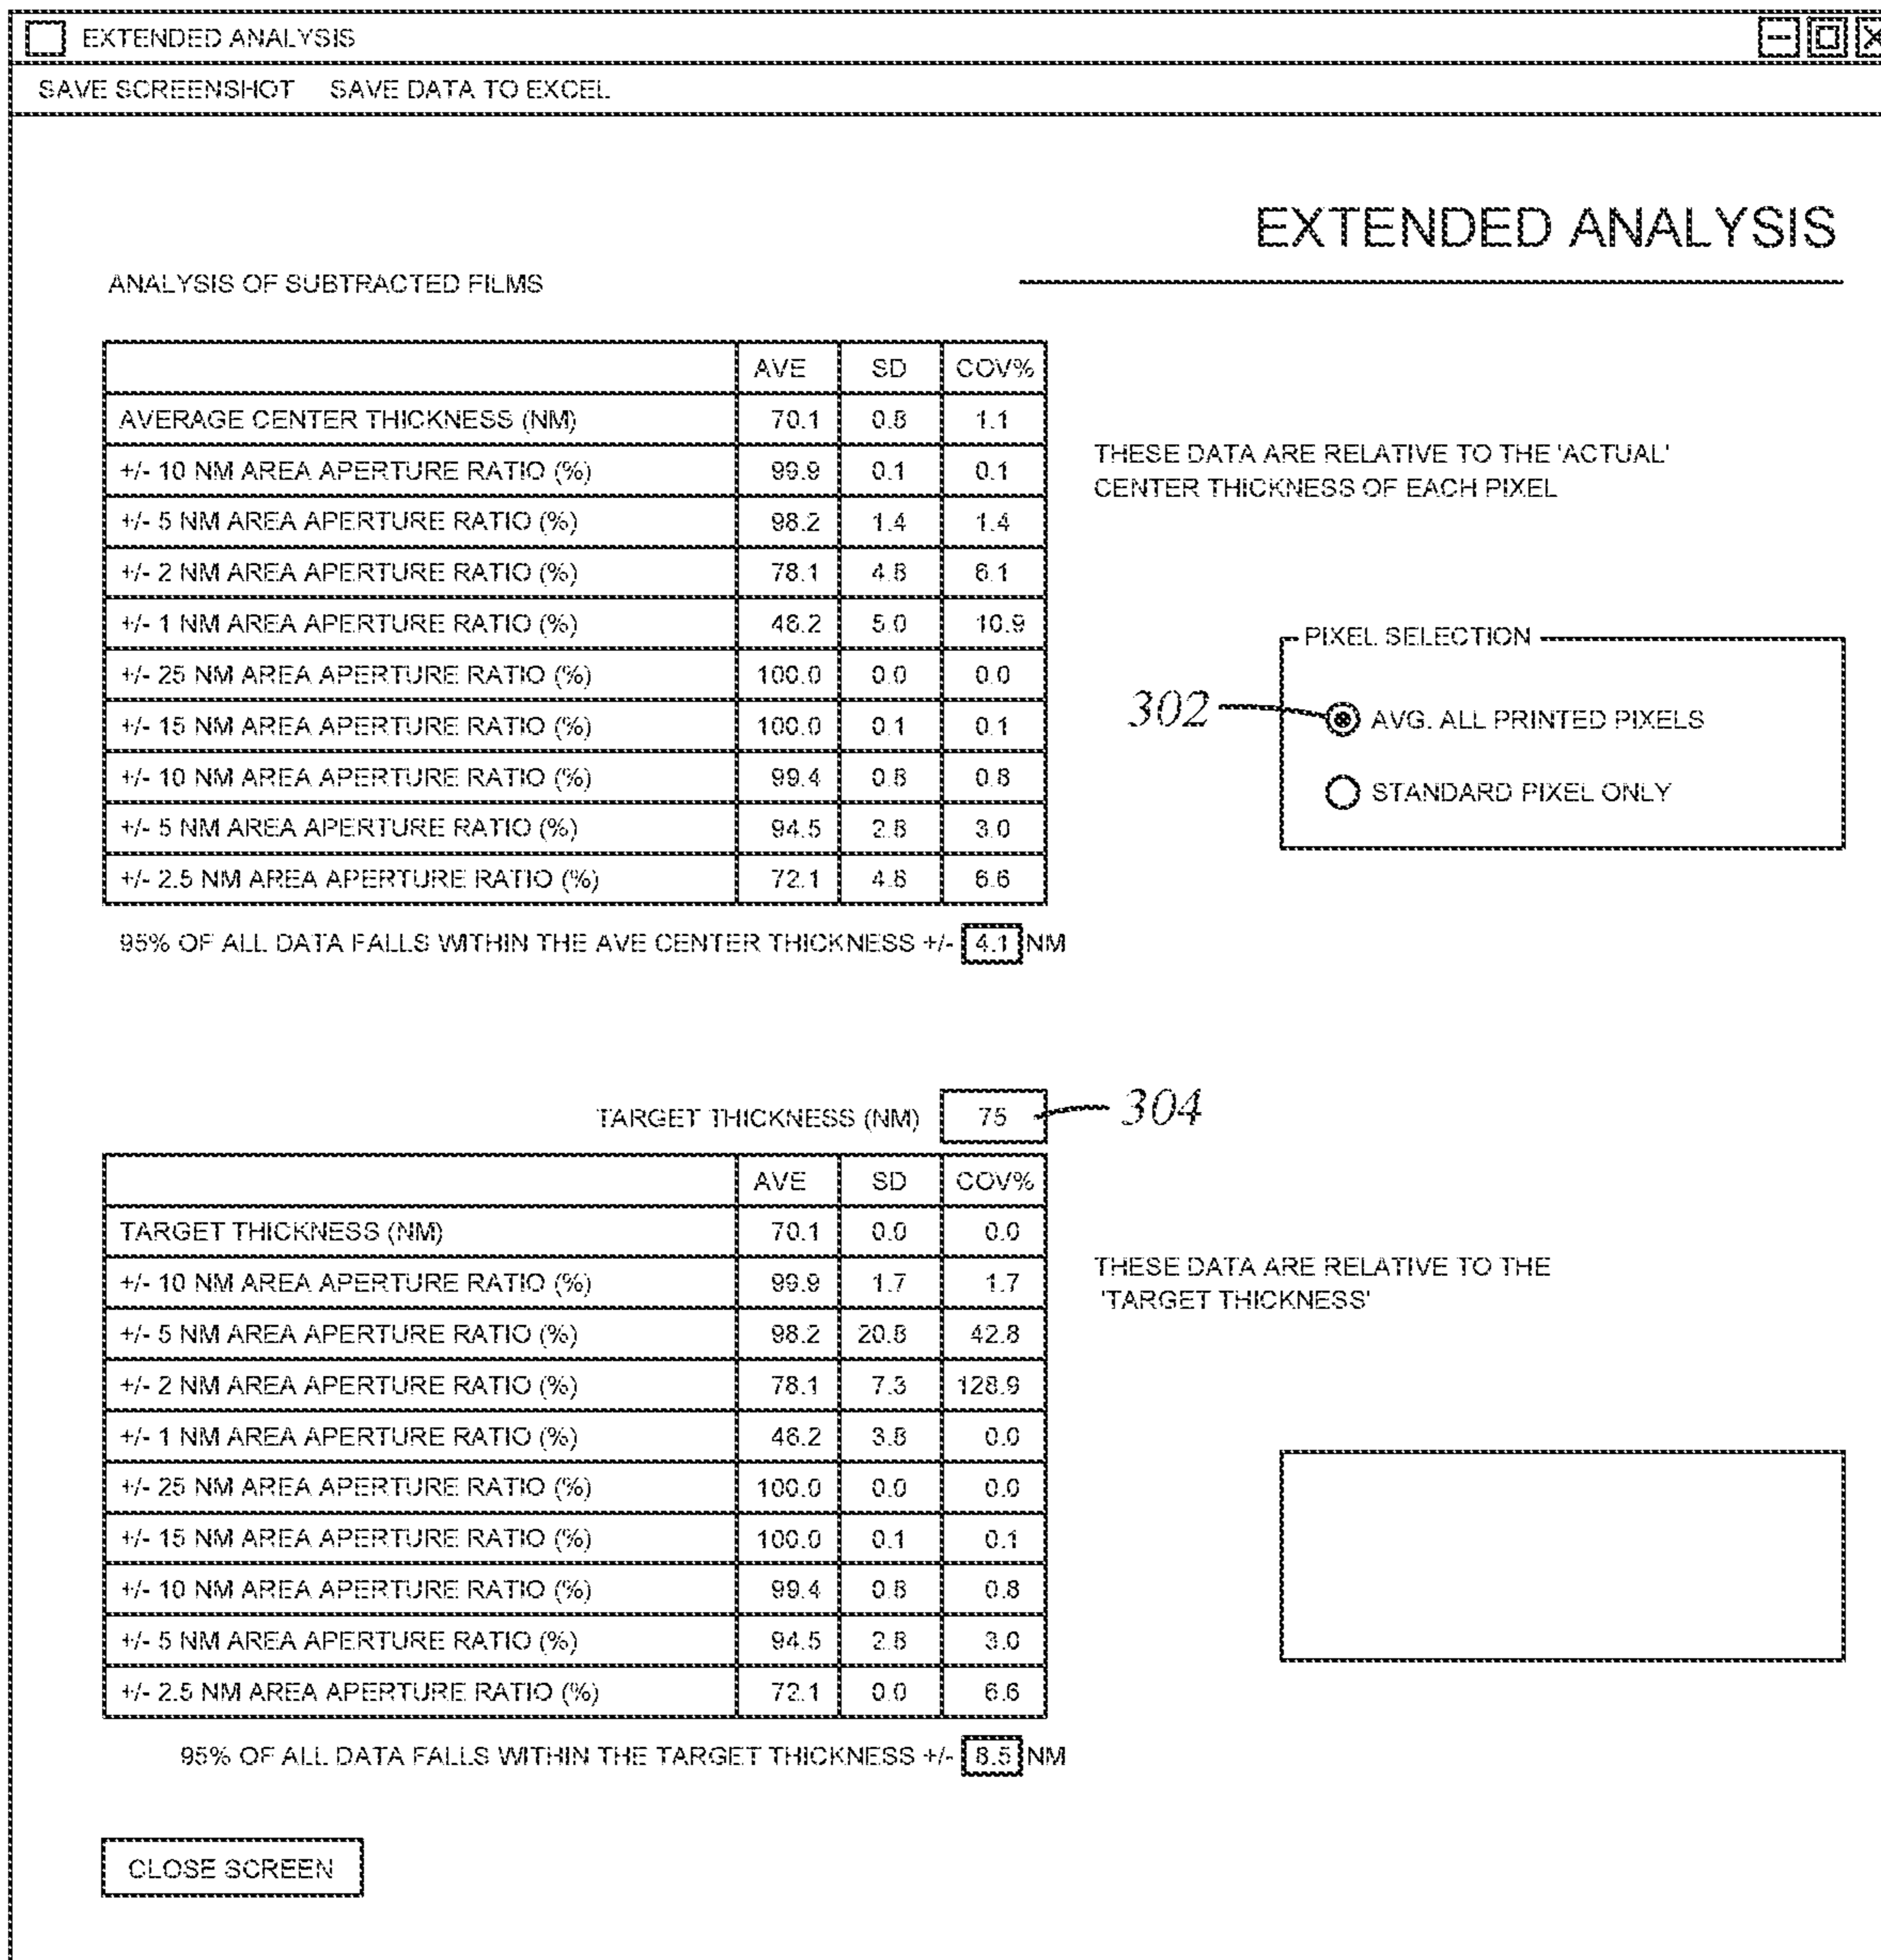 EXTENDED ANALYSIS
SAVE SCREENSHOT SAVE DATA TO EXCEL
EXTENDED ANALYSIS
ANALYSIS OF SUBTRACTED FILMS
AVE SD COV%
AVERAGE CENTER THICKNESS (NM) 70.1 0.8 1.1
+/- 10 NM AREA APERTURE RATIO (%) 99.9 0.1 0.1
+/- 5 NM AREA APERTURE RATIO (%) 98.2 1.4 1.4
+/- 2 NM AREA APERTURE RATIO (%) 78.1 4.8 6.1
+/- 1 NM AREA APERTURE RATIO (%) 46.2 5.0 10.9
+/- 25 NM AREA APERTURE RATIO (%) 100.0 0.0 0.0
+/- 15 NM AREA APERTURE RATIO (%) 100.0 0.1 0.1
+/- 10 NM AREA APERTURE RATIO (%) 99.4 0.8 0.8
+/- 5 NM AREA APERTURE RATIO (%) 94.5 2.8 3.0
+/- 2.5 NM AREA APERTURE RATIO (%) 72.1 4.8 6.6
95% OF ALL DATA FALLS WITHIN THE AVE CENTER THICKNESS +/- 4.1 NM
THESE DATA ARE RELATIVE TO THE 'ACTUAL'
CENTER THICKNESS OF EACH PIXEL
PIXEL SELECTION
302
AVG. ALL PRINTED PIXELS
STANDARD PIXEL ONLY
TARGET THICKNESS (NM) 75 304
AVE SD COV%
TARGET THICKNESS (NM) 70.1 0.0 0.0
+/- 10 NM AREA APERTURE RATIO (%) 99.9 1.7 1.7
+/- 5 NM AREA APERTURE RATIO (%) 98.2 20.8 42.8
+/- 2 NM AREA APERTURE RATIO (%) 78.1 7.3 128.9
+/- 1 NM AREA APERTURE RATIO (%) 46.2 3.8 0.0
+/- 25 NM AREA APERTURE RATIO (%) 100.0 0.0 0.0
+/- 15 NM AREA APERTURE RATIO (%) 100.0 0.1 0.1
+/- 10 NM AREA APERTURE RATIO (%) 99.4 0.8 0.8
+/- 5 NM AREA APERTURE RATIO (%) 94.5 2.8 3.0
+/- 2.5 NM AREA APERTURE RATIO (%) 72.1 0.0 6.6
95% OF ALL DATA FALLS WITHIN THE TARGET THICKNESS +/- 8.5 NM
THESE DATA ARE RELATIVE TO THE
'TARGET THICKNESS'
CLOSE SCREEN